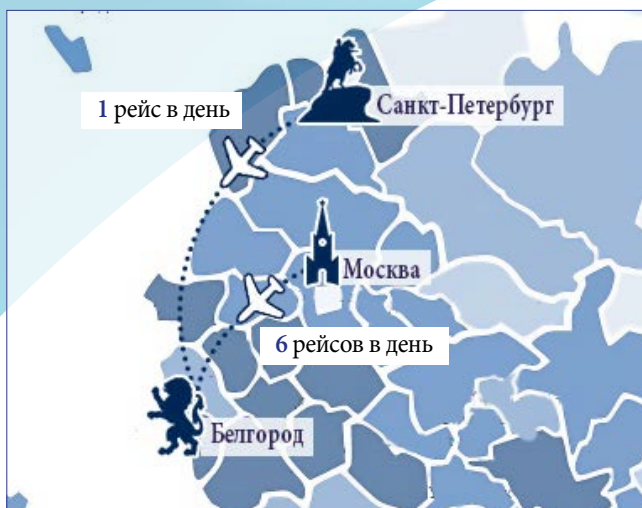 1 рейс в день
Санкт-Петербург
Москва
6 рейсов в день
Белгород